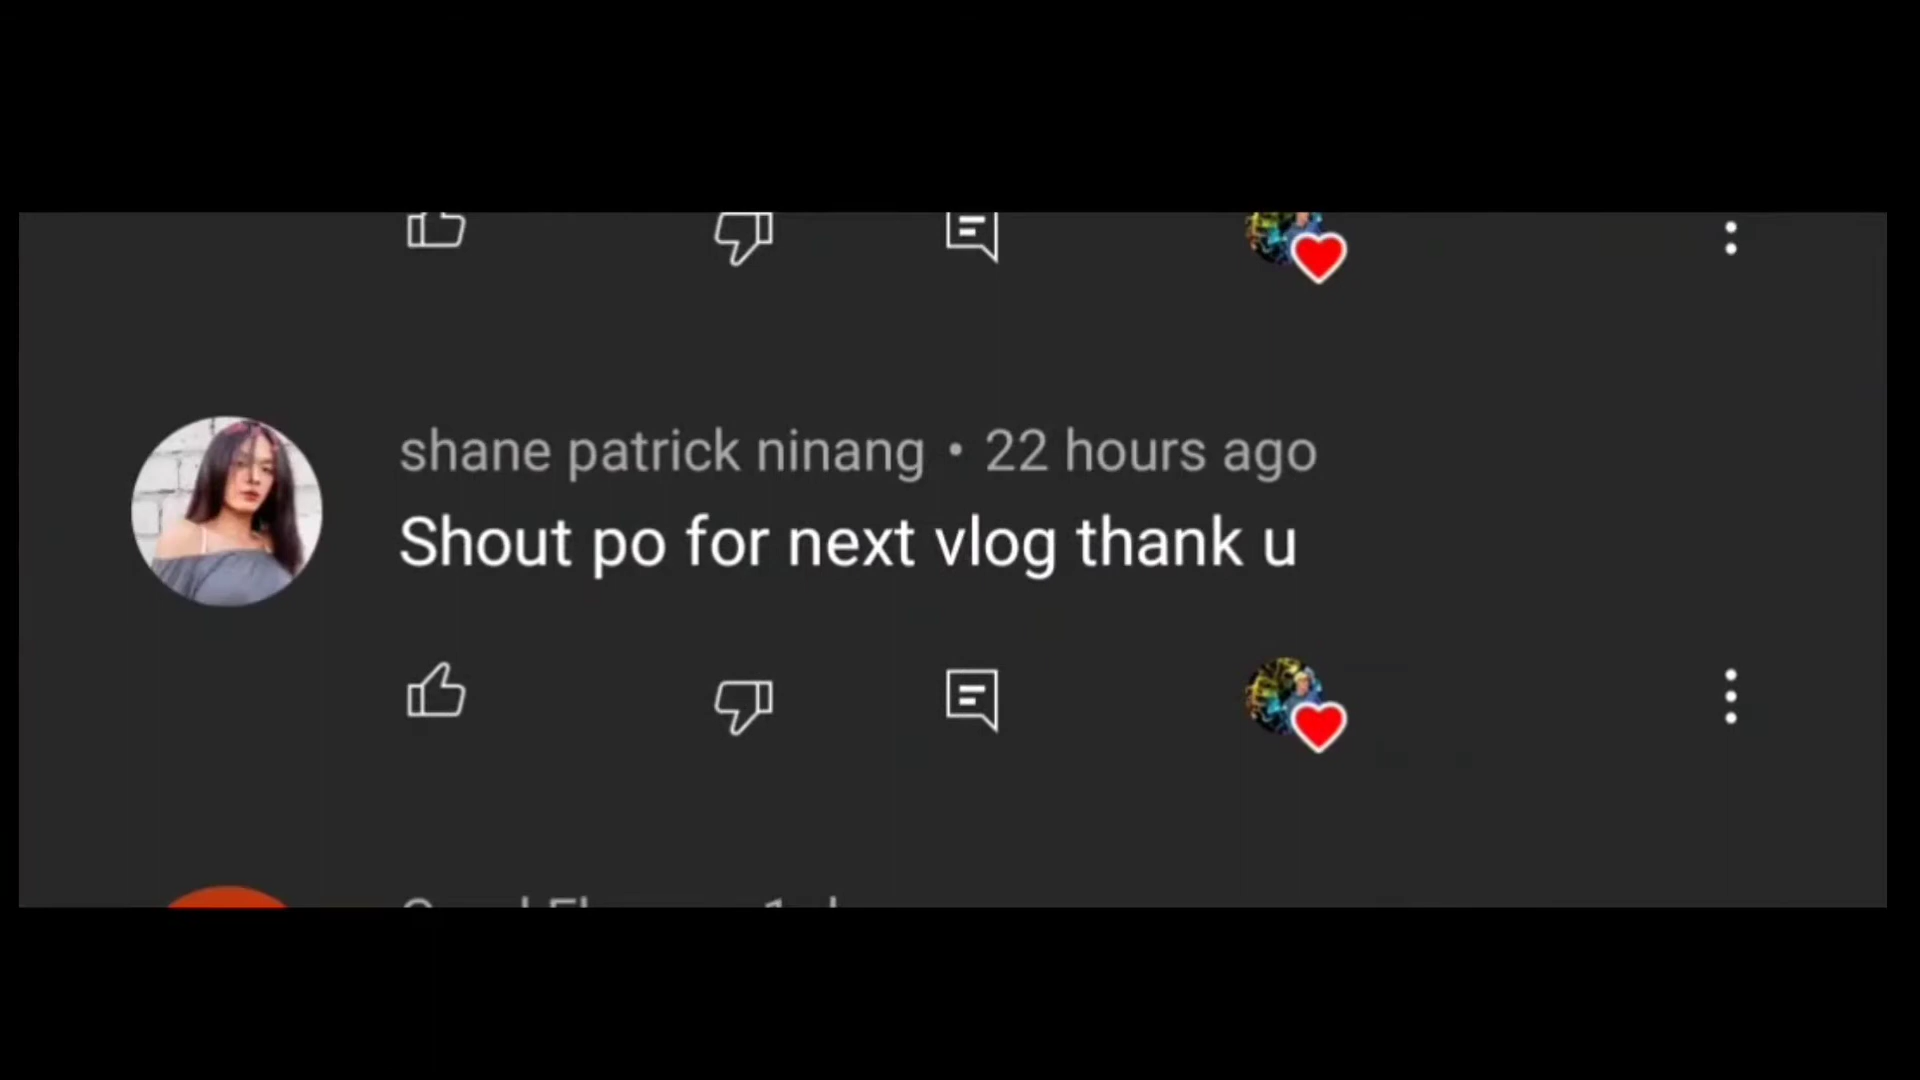 shane patrick ninang • 22 hours ago
Shout po for next vlog thank u